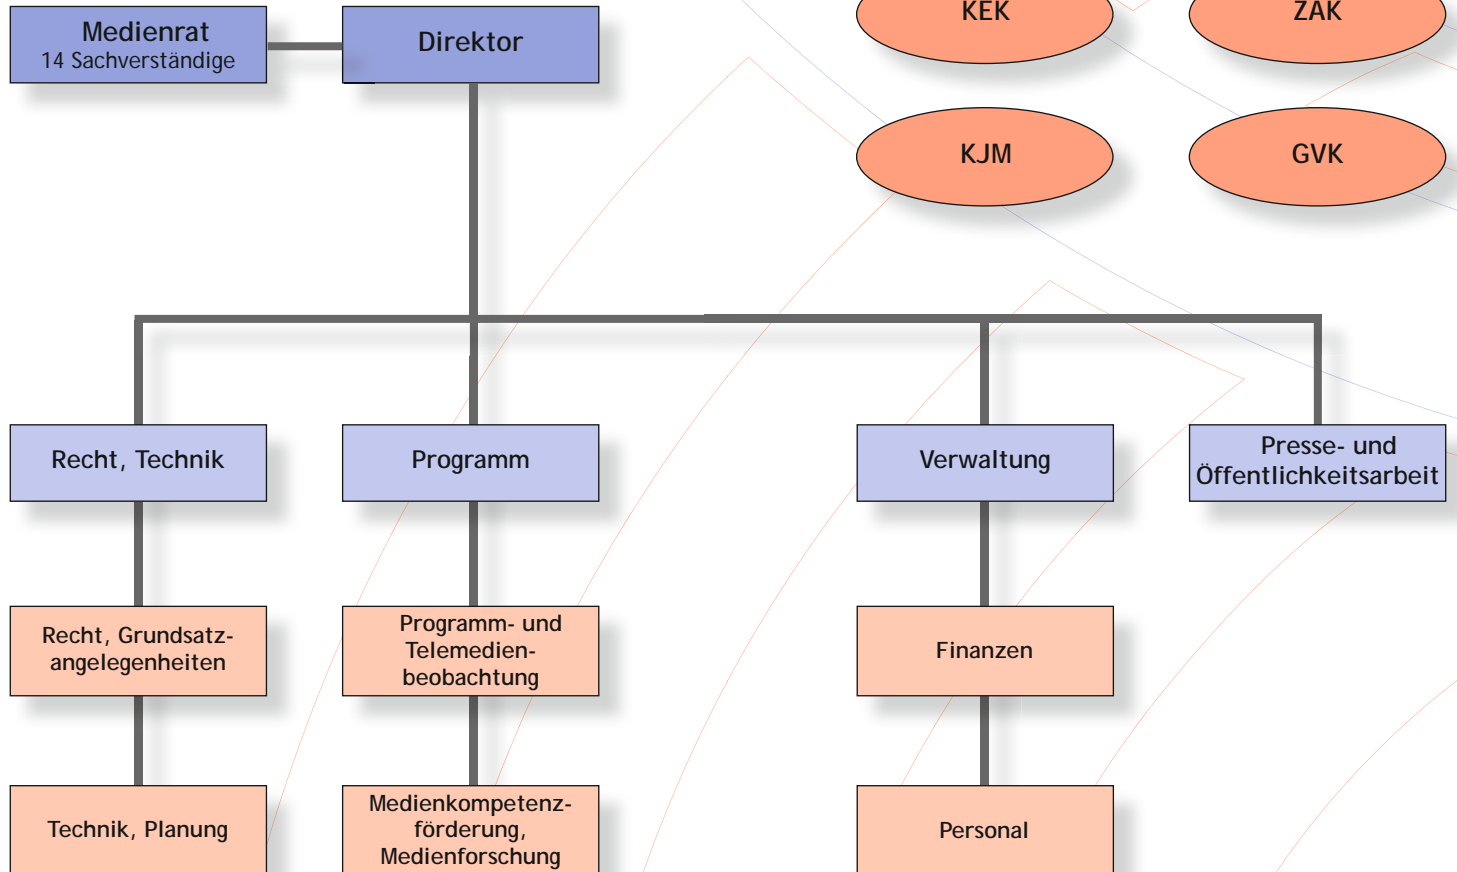 Medienrat
14 Sachverständige
Direktor
KEK
ZAK
KJM
GVK
Recht, Technik
Programm
Verwaltung
Presse- und
Öffentlichkeitsarbeit
Recht, Grundsatz-
angelegenheiten
Programm- und
Telemedien-
beobachtung
Finanzen
Technik, Planung
Medienkompetenz-
förderung,
Medienforschung
Personal